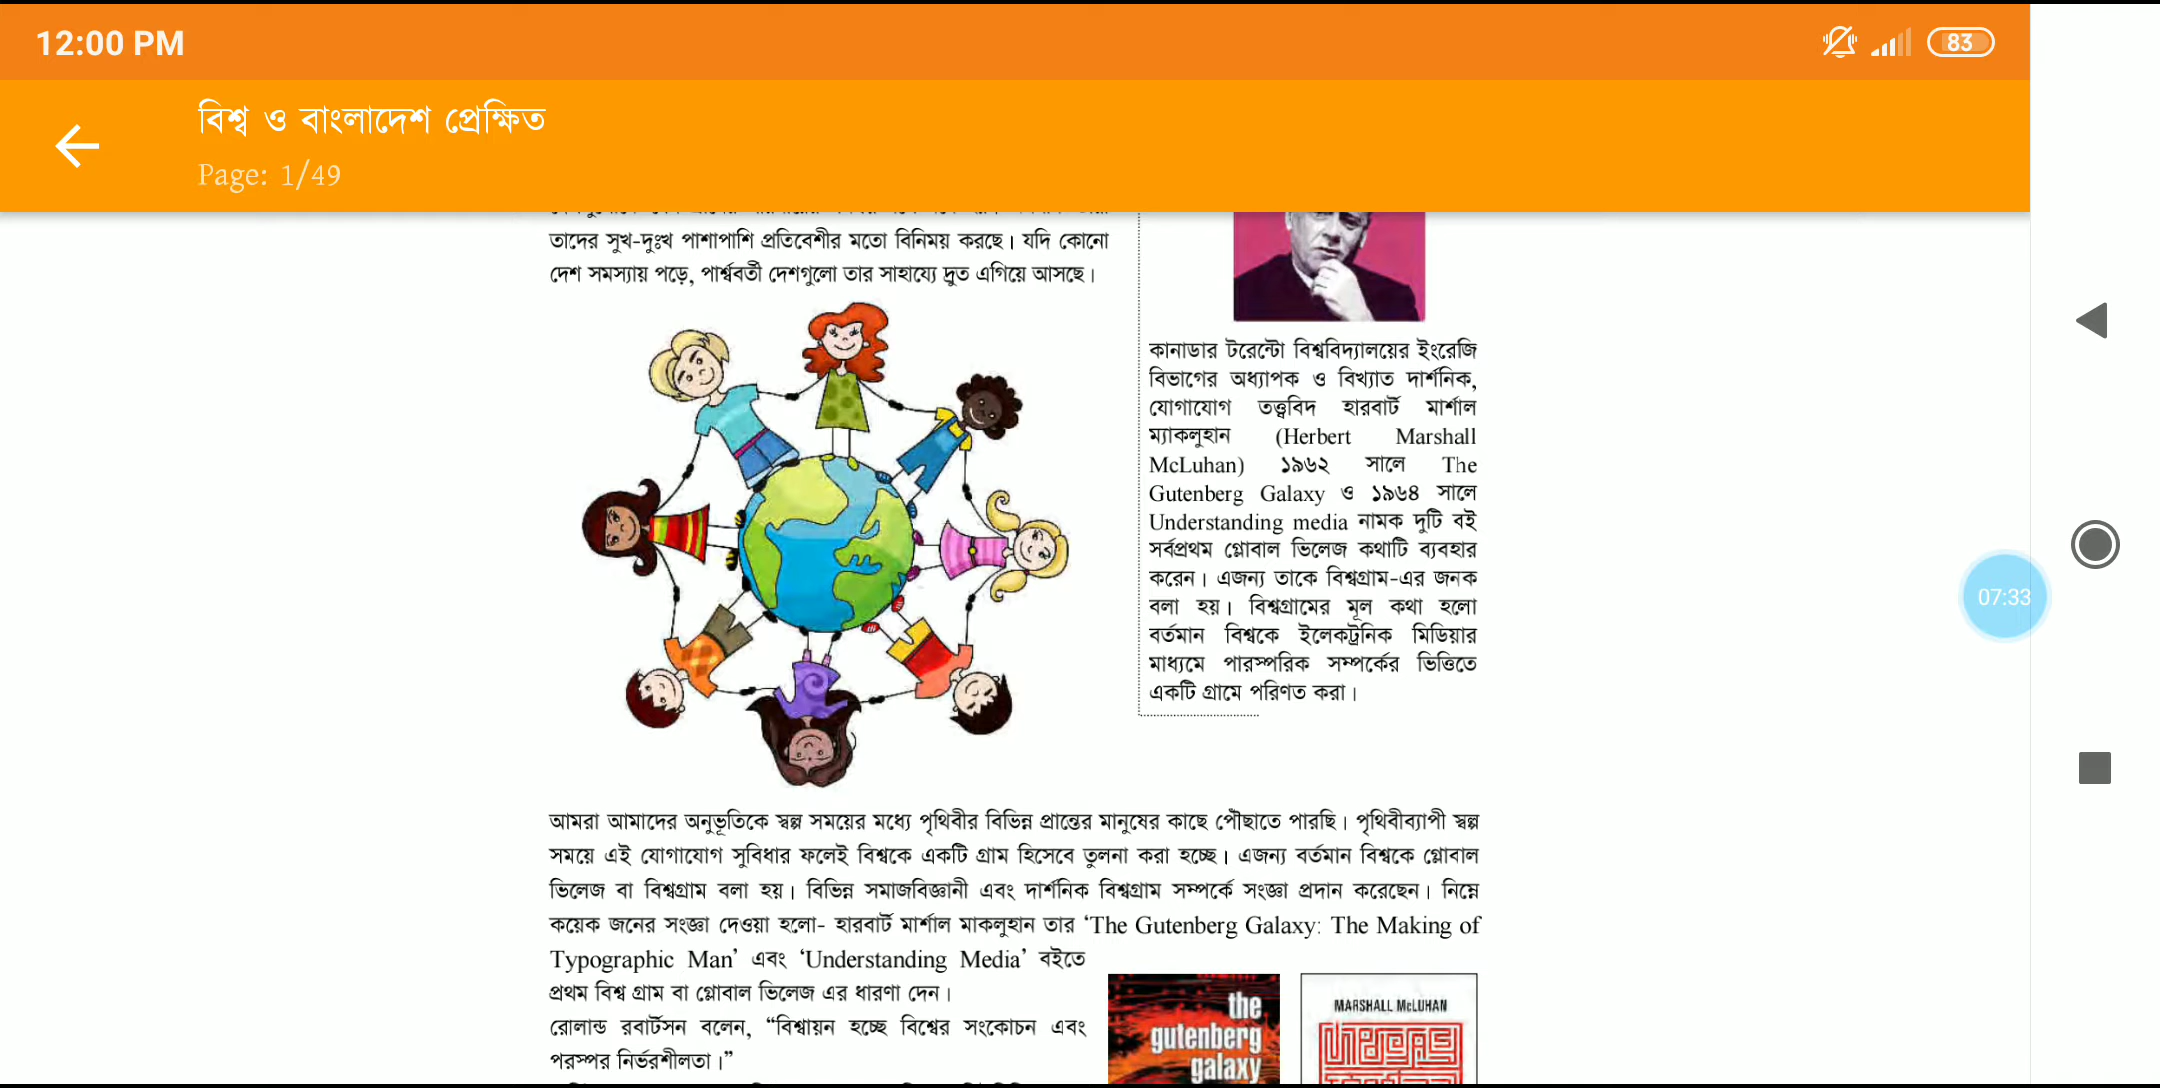 12:00 PM
83
বিশ্ব ও বাংলাদেশ প্রেক্ষিত
Page: 1/49
তাদের সুখ-দুঃখ পাশাপাশি প্রতিবেশীর মতো বিনিময় করছে। যদি কোনো
দেশ সমস্যায় পড়ে, পার্শ্ববর্তী দেশগুলো তার সাহায্যে দ্রুত এগিয়ে আসছে।
কানাডার টরেন্টো বিশ্ববিদ্যালয়ের ইংরেজি
বিভাগের অধ্যাপক ও বিখ্যাত দার্শনিক,
যোগাযোগ তত্ত্ববিদ হারবার্ট মার্শাল
ম্যাকলুহান (Herbert Marshall
McLuhan) ১৯৬২ সালে The
Gutenberg Galaxy ও ১৯৬৪ সালে
Understanding media নামক দুটি বই
সর্বপ্রথম গ্লোবাল ভিলেজ কথাটি ব্যবহার
করেন। এজন্য তাকে বিশ্বগ্রাম-এর জনক
বলা হয়। বিশ্বগ্রামের মূল কথা হলো
বর্তমান বিশ্বকে ইলেকট্রনিক মিডিয়ার
মাধ্যমে পারস্পরিক সম্পর্কের ভিত্তিতে
একটি গ্রামে পরিণত করা।
07:33
আমরা আমাদের অনুভূতিকে স্বল্প সময়ের মধ্যে পৃথিবীর বিভিন্ন প্রান্তের মানুষের কাছে পৌঁছাতে পারছি। পৃথিবীব্যাপী স্বল্প
সময়ে এই যোগাযোগ সুবিধার ফলেই বিশ্বকে একটি গ্রাম হিসেবে তুলনা করা হচ্ছে। এজন্য বর্তমান বিশ্বকে গ্লোবাল
ভিলেজ বা বিশ্বগ্রাম বলা হয়। বিভিন্ন সমাজবিজ্ঞানী এবং দার্শনিক বিশ্বগ্রাম সম্পর্কে সংজ্ঞা প্রদান করেছেন। নিম্নে
কয়েক জনের সংজ্ঞা দেওয়া হলো- হারবার্ট মার্শাল মাকলুহান তার ‘The Gutenberg Galaxy: The Making of
Typographic Man’ এবং ‘Understanding Media’ বইতে
প্রথম বিশ্ব গ্রাম বা গ্লোবাল ভিলেজ এর ধারণা দেন।
রোলান্ড রবার্টসন বলেন, “বিশ্বায়ন হচ্ছে বিশ্বের সংকোচন এবং
পরস্পর নির্ভরশীলতা।”
the
gutenberg
galaxy
MARSHALL McLUHAN